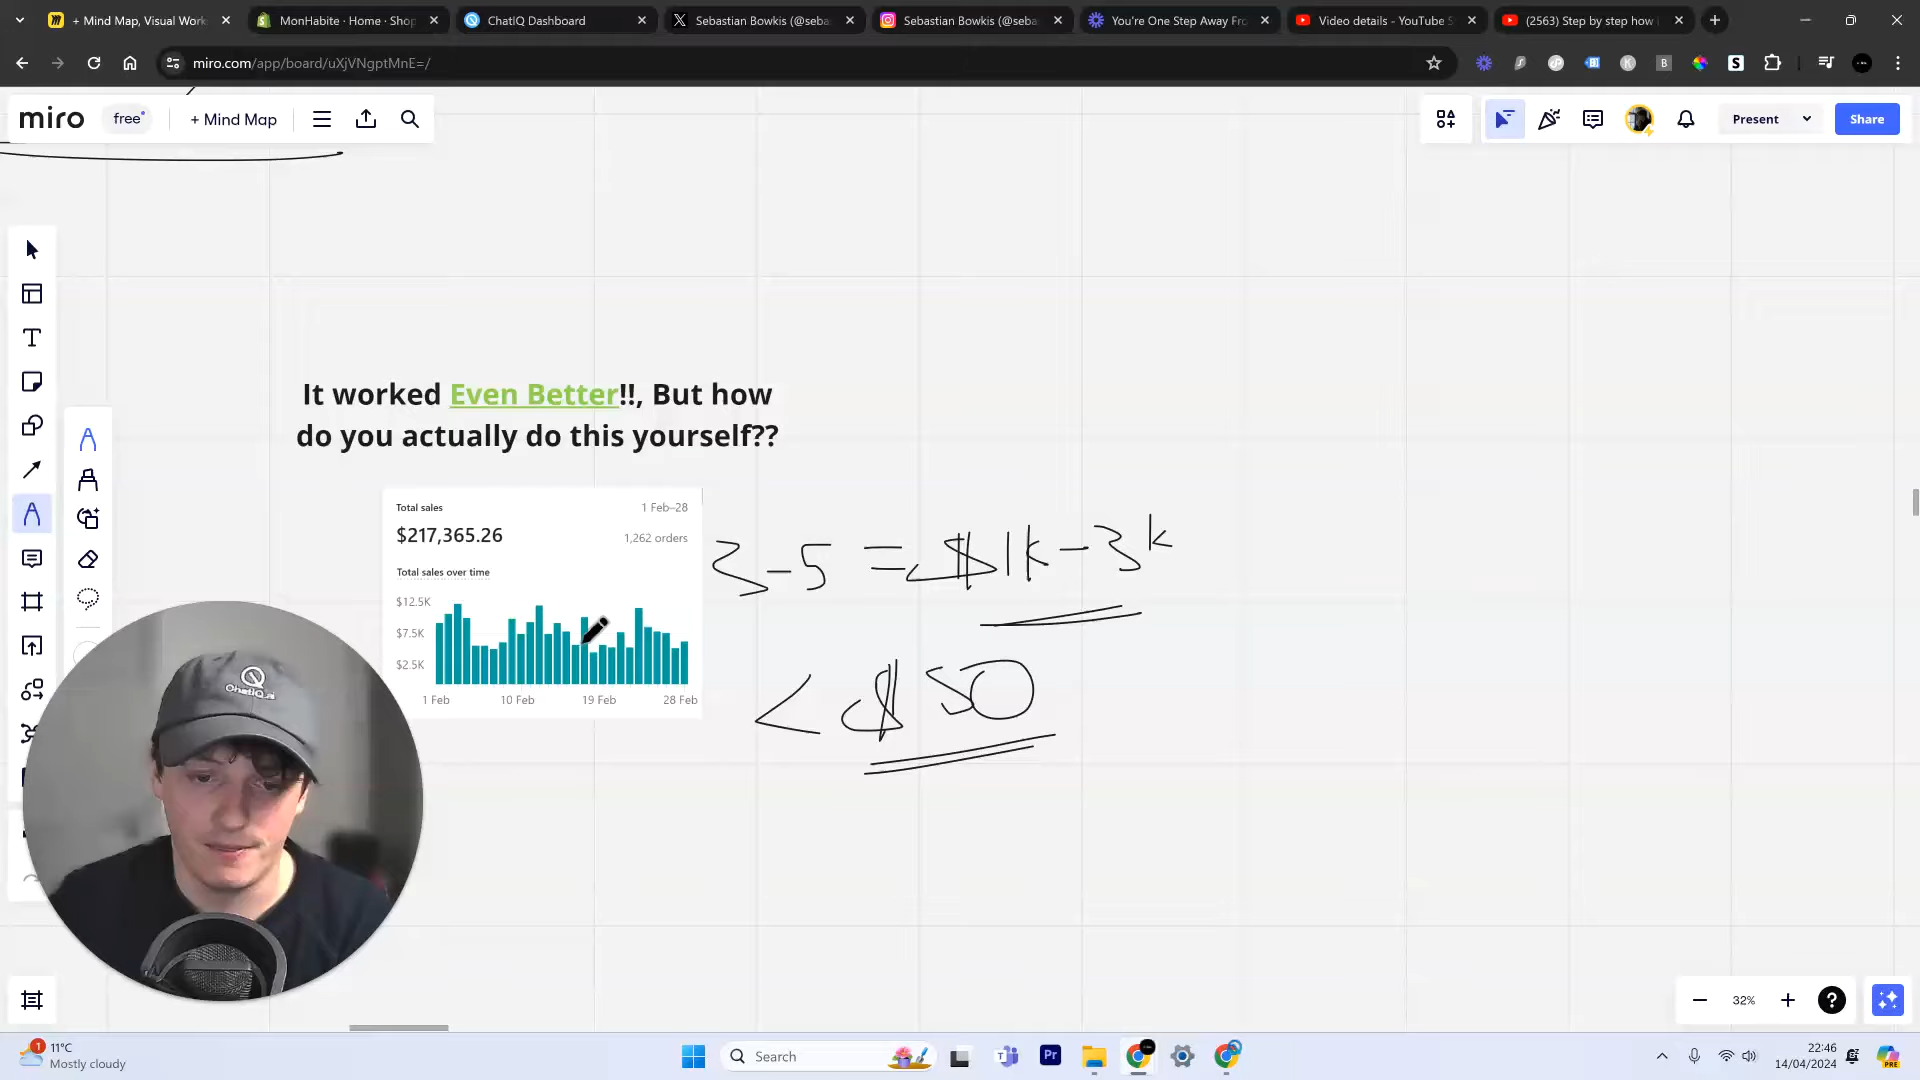 + Mind Map, Visual Work
MonHabite · Home · Shop
ChatIQ Dashboard
Sebastian Bowkis (@seba
Sebastian Bowkis (@seba
You're One Step Away Fro
Video details - YouTube S
(2563) Step by step how
miro.com/app/board/uXjVNgptMnE=/
miro
free
+ Mind Map
Present
Share
It worked Even Better!!, But how
do you actually do this yourself??
Total sales
1 Feb–28
$217,365.26
1,262 orders
Total sales over time
$12.5K
$7.5K
$2.5K
1 Feb
10 Feb
19 Feb
28 Feb
3-5 = $1k-3k
< $50
ChatIQ.ai
32%
11°C
Mostly cloudy
Search
Pr
22:46
14/04/2024
PRE